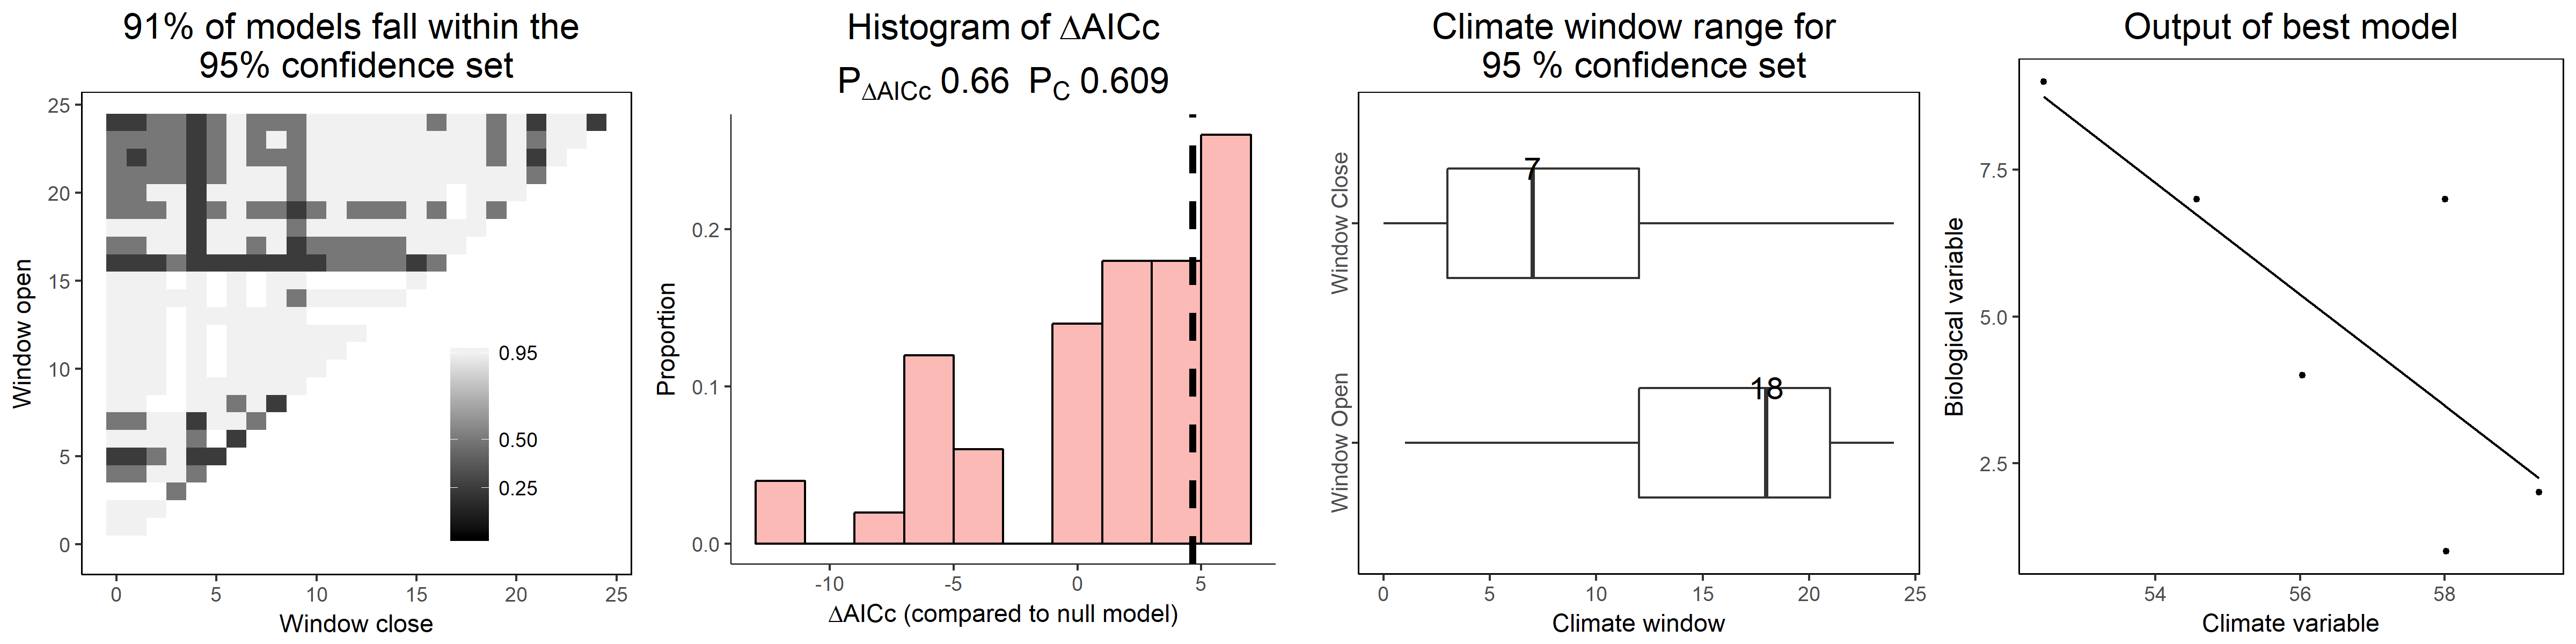 91% of models fall within the
95% confidence set
Window open
25
20
15
10
5
0
0.95
0.50
0.25
0 5 10 15 20 25
Window close
Histogram of ΔAICc
PΔAICc 0.66 PC 0.609
Proportion
0.2
0.1
0.0
-10 -5 0 5
ΔAICc (compared to null model)
Climate window range for
95 % confidence set
Window Close
7
Window Open
18
0 5 10 15 20 25
Climate window
Output of best model
Biological variable
7.5
5.0
2.5
54 56 58
Climate variable